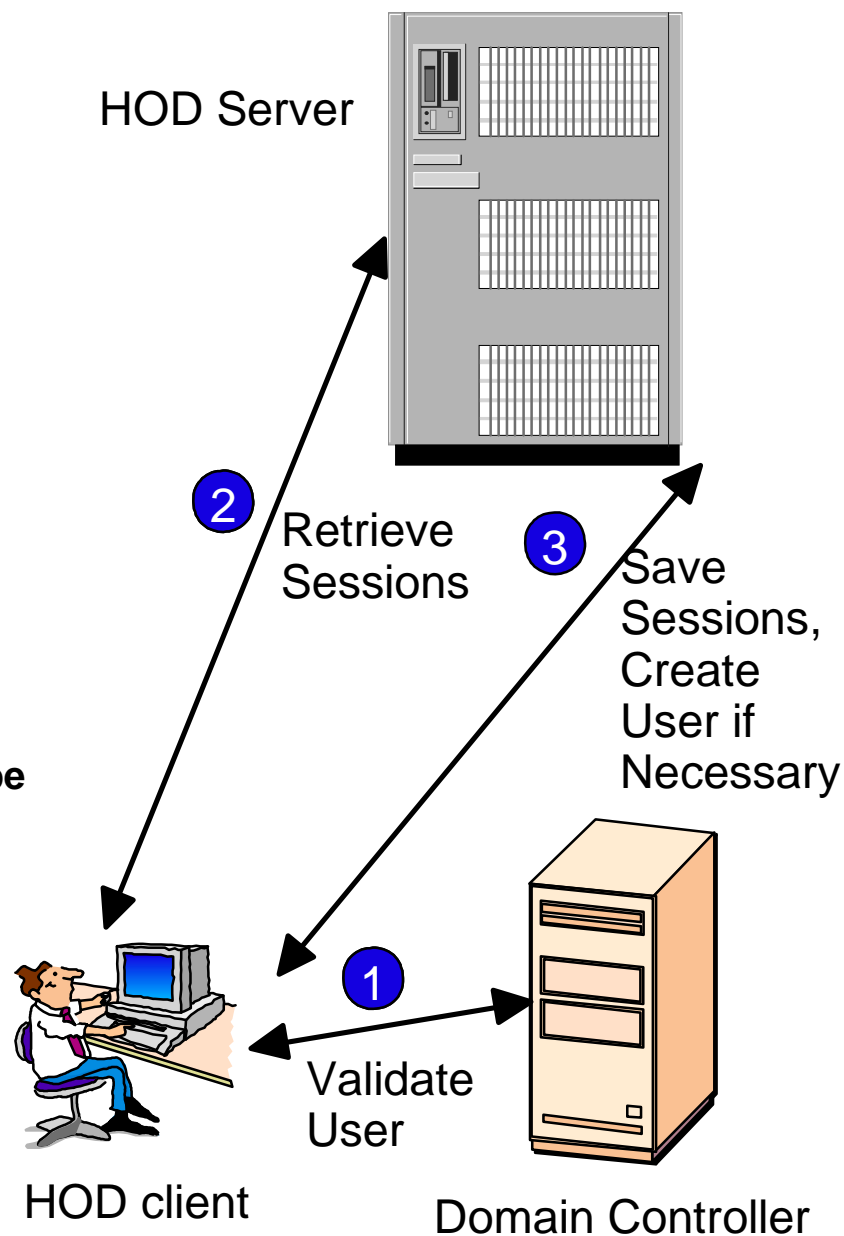 HOD Server
2
Retrieve
Sessions
3
Save
Sessions,
Create
User if
Necessary
1
Validate
User
HOD client
Domain Controller